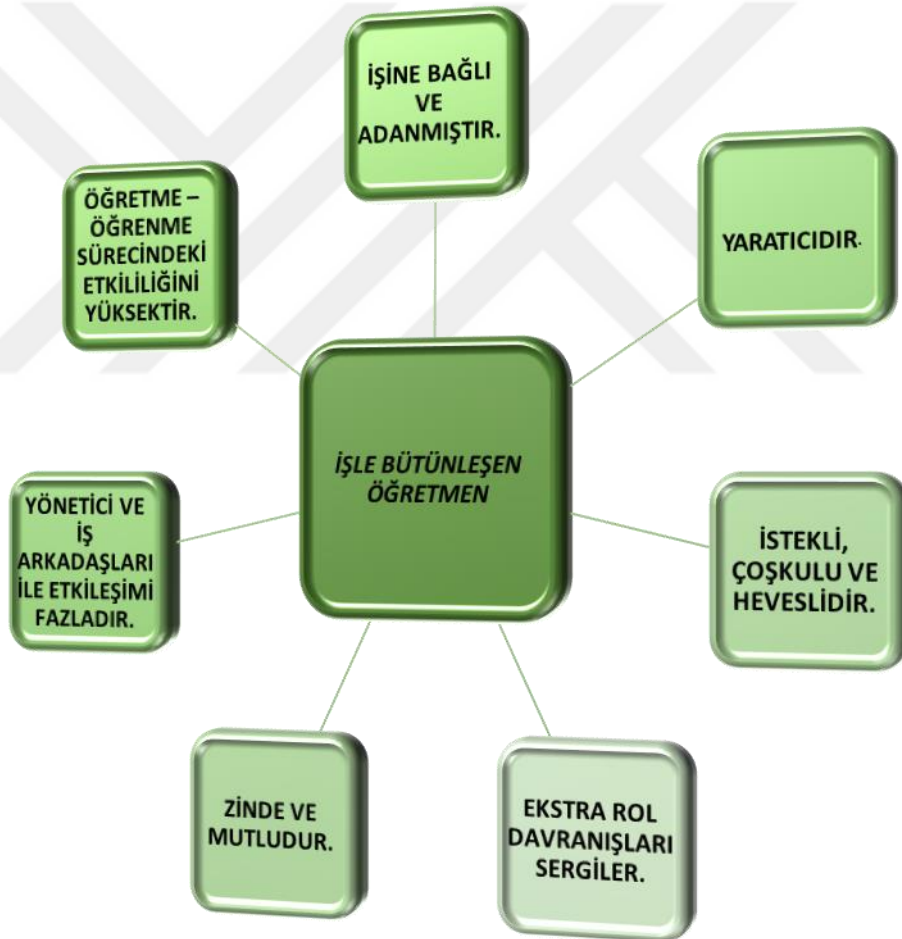 İŞİNE BAĞLI
VE
ADANMIŞTIR.
YARATICIDIR.
İSTEKLİ,
ÇOŞKULU VE
HEVESLİDİR.
EKSTRA ROL
DAVRANIŞLARI
SERGİLER.
ZİNDE VE
MUTLUDUR.
YÖNETİCİ VE
İŞ
ARKADAŞLARI
İLE ETKİLEŞİMİ
FAZLADIR.
ÖĞRETME –
ÖĞRENME
SÜRECİNDEKİ
ETKİLİLİĞİNİ
YÜKSEKTİR.
İŞLE BÜTÜNLEŞEN
ÖĞRETMEN